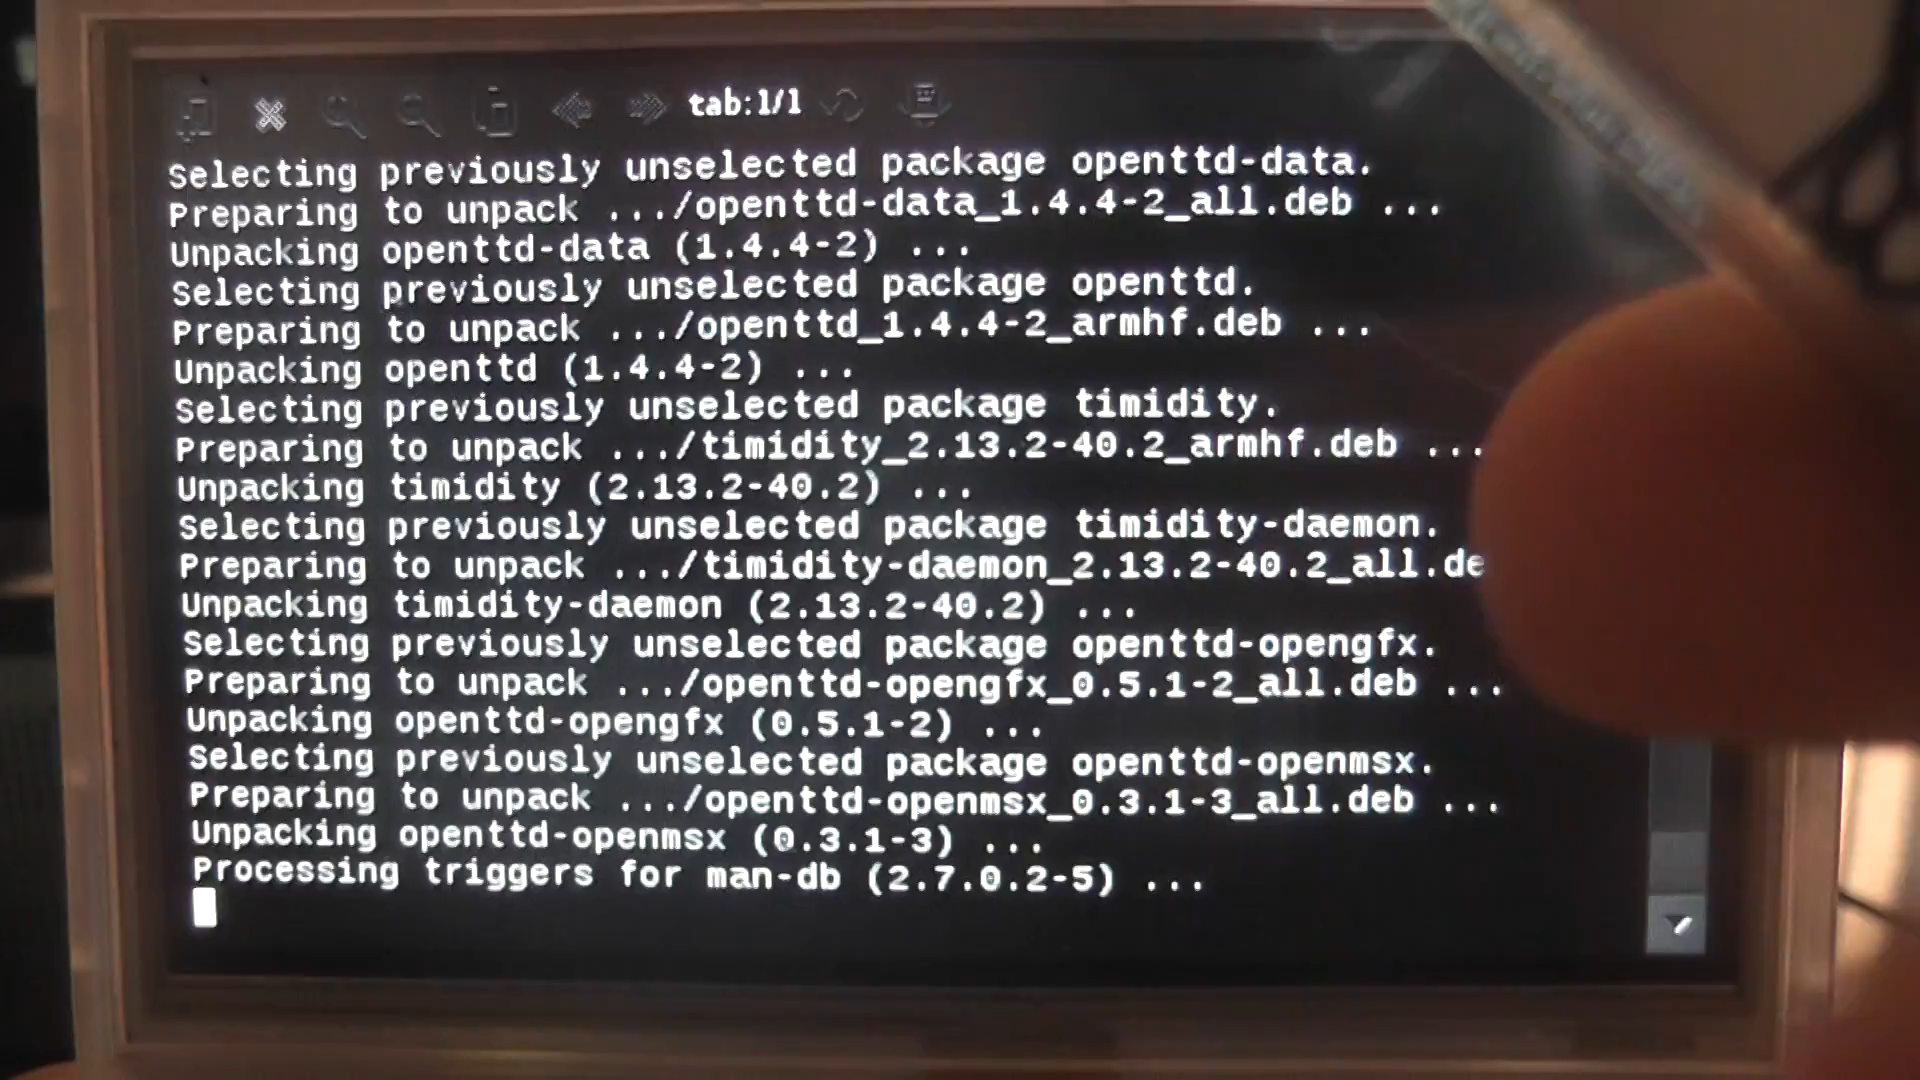 tab:1/1
Selecting previously unselected package openttd-data.
Preparing to unpack .../openttd-data_1.4.4-2_all.deb ...
Unpacking openttd-data (1.4.4-2) ...
Selecting previously unselected package openttd.
Preparing to unpack .../openttd_1.4.4-2_armhf.deb ...
Unpacking openttd (1.4.4-2) ...
Selecting previously unselected package timidity.
Preparing to unpack .../timidity_2.13.2-40.2_armhf.deb ...
Unpacking timidity (2.13.2-40.2) ...
Selecting previously unselected package timidity-daemon.
Preparing to unpack .../timidity-daemon_2.13.2-40.2_all.de
Unpacking timidity-daemon (2.13.2-40.2) ...
Selecting previously unselected package openttd-opengfx.
Preparing to unpack .../openttd-opengfx_0.5.1-2_all.deb ...
Unpacking openttd-opengfx (0.5.1-2) ...
Selecting previously unselected package openttd-openmsx.
Preparing to unpack .../openttd-openmsx_0.3.1-3_all.deb ...
Unpacking openttd-openmsx (0.3.1-3) ...
Processing triggers for man-db (2.7.0.2-5) ...